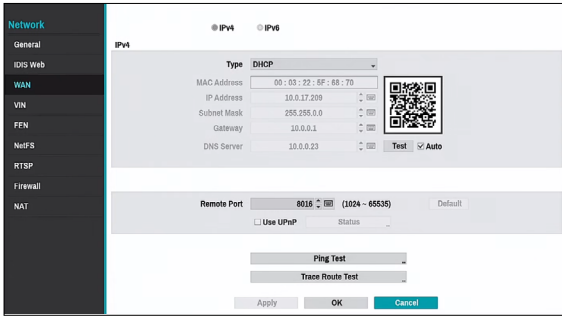 Network
General
IDIS Web
WAN
VIN
FEN
NetFS
RTSP
Firewall
NAT
IPv4 IPv6
IPv4
Type DHCP
MAC Address 00 : 03 : 22 : 5F : 68 : 70
IP Address 10.0.17.209
Subnet Mask 255.255.0.0
Gateway 10.0.0.1
DNS Server 10.0.0.23 Test Auto
Remote Port 8016 (1024 ~ 65535) Default
Use UPnP Status
Ping Test
Trace Route Test
Apply OK Cancel